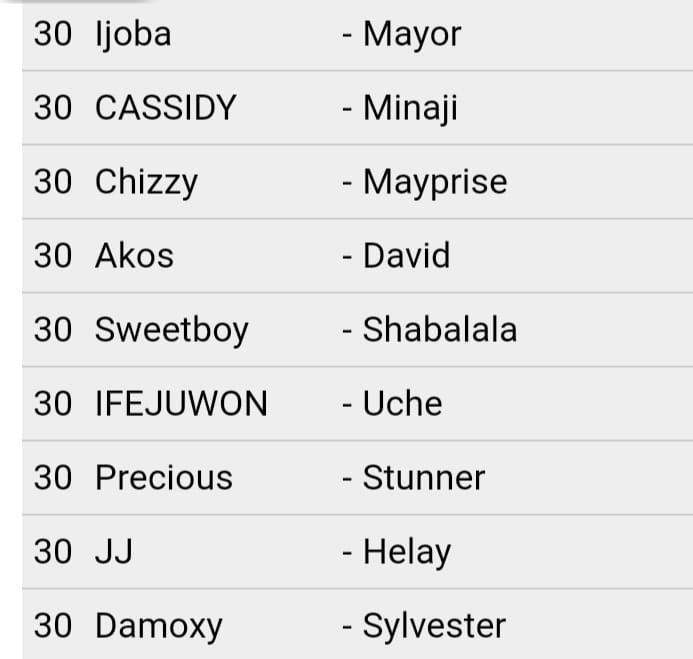 30 Ijoba - Mayor
30 CASSIDY - Minaji
30 Chizzy - Mayprise
30 Akos - David
30 Sweetboy - Shabalala
30 IFEJUWON - Uche
30 Precious - Stunner
30 JJ - Helay
30 Damoxy - Sylvester